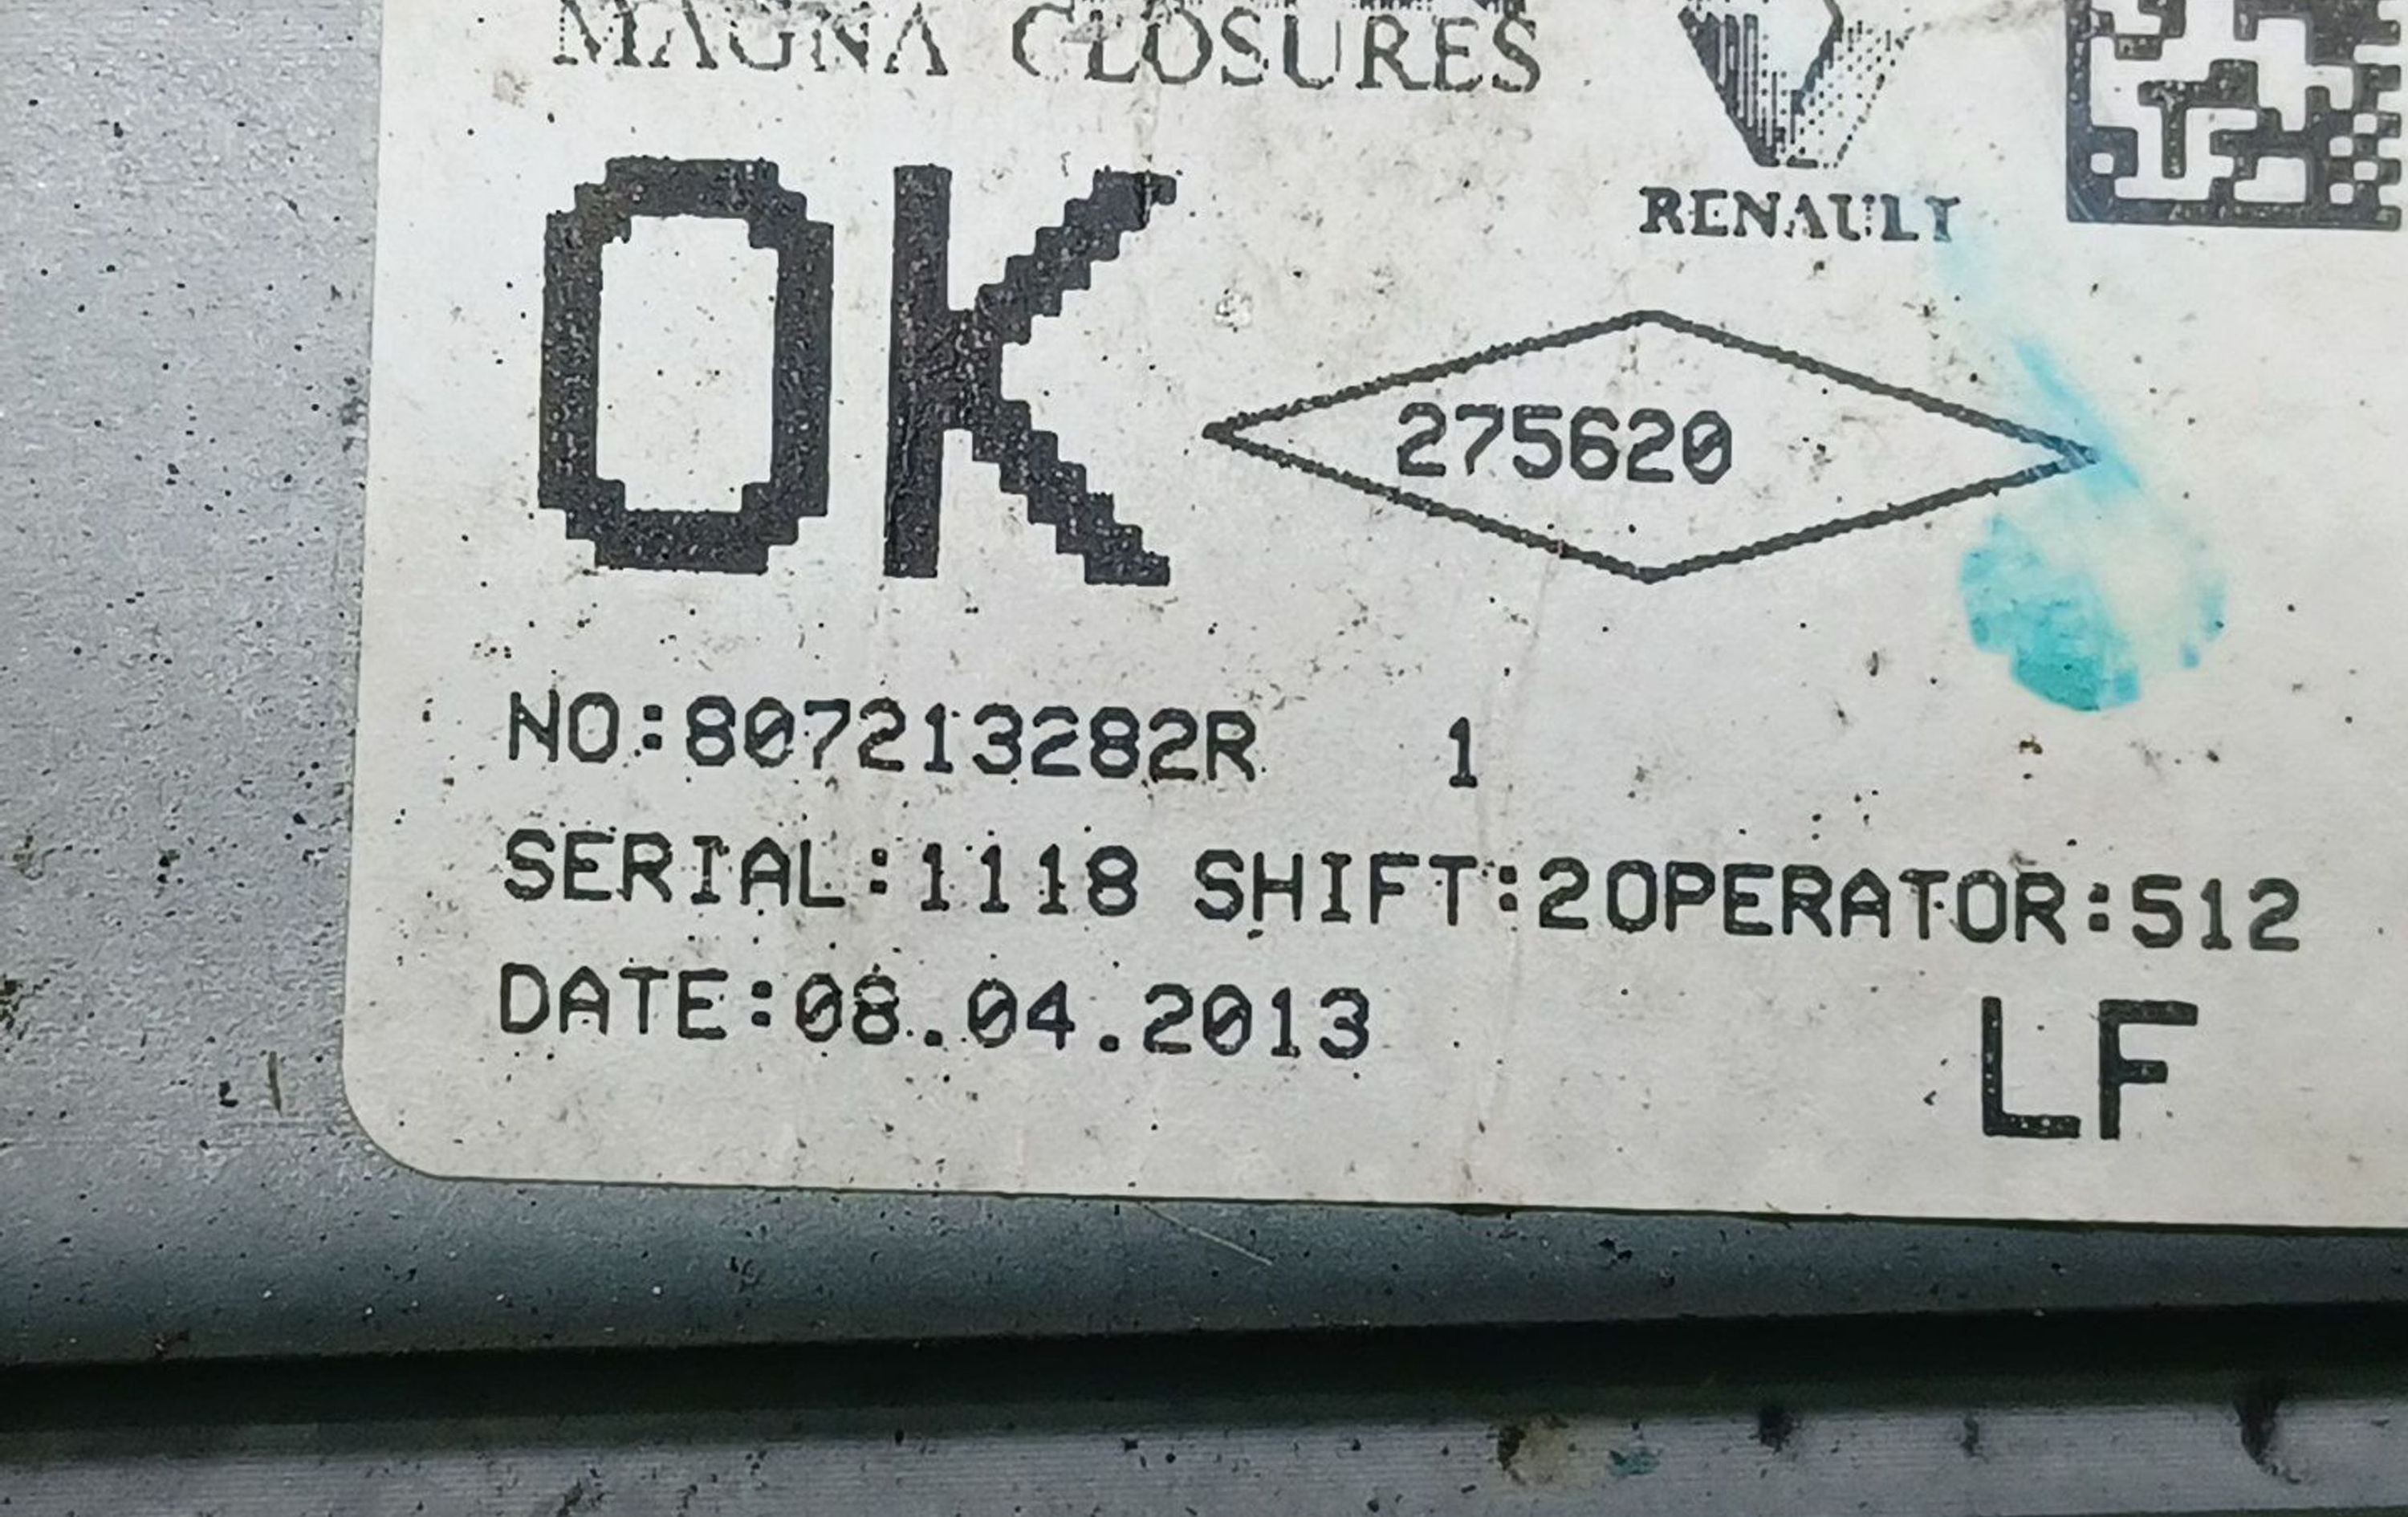 MAGNA CLOSURES
RENAULT
OK
275620
NO:807213282R 1
SERIAL:1118 SHIFT:2OPERATOR:512
DATE:08.04.2013
LF